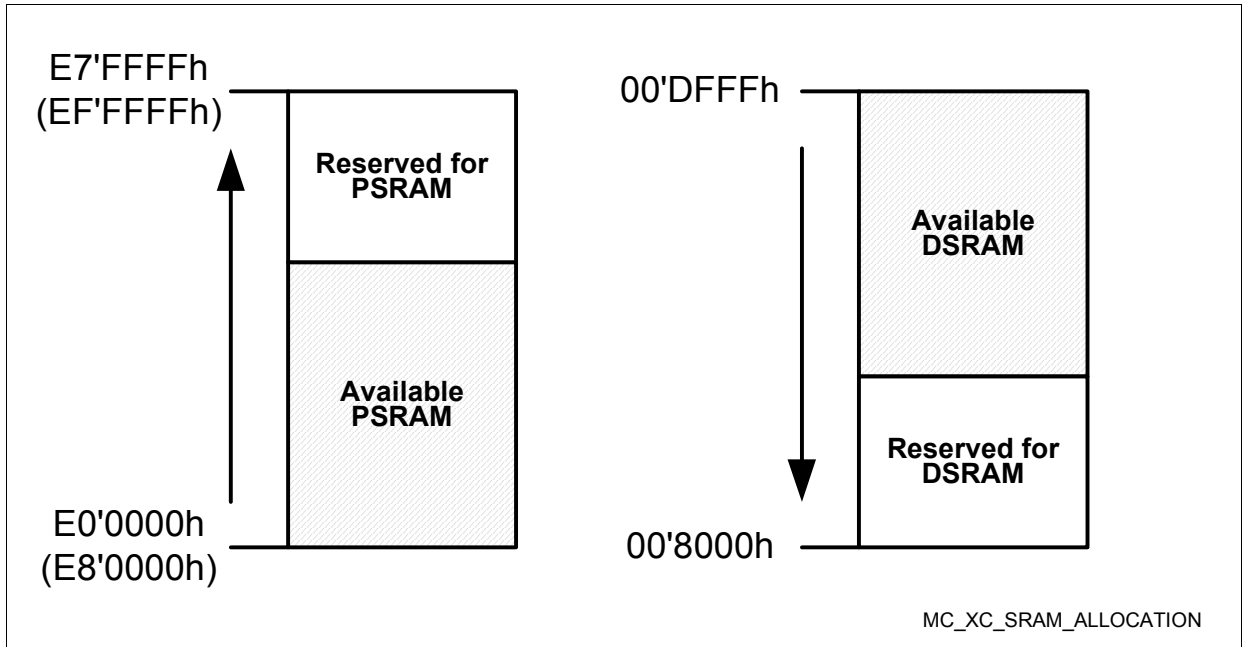 E7'FFFFh
(EF'FFFFh)
Reserved for
PSRAM
Available
PSRAM
E0'0000h
(E8'0000h)
00'DFFFh
Available
DSRAM
Reserved for
DSRAM
00'8000h
MC_XC_SRAM_ALLOCATION